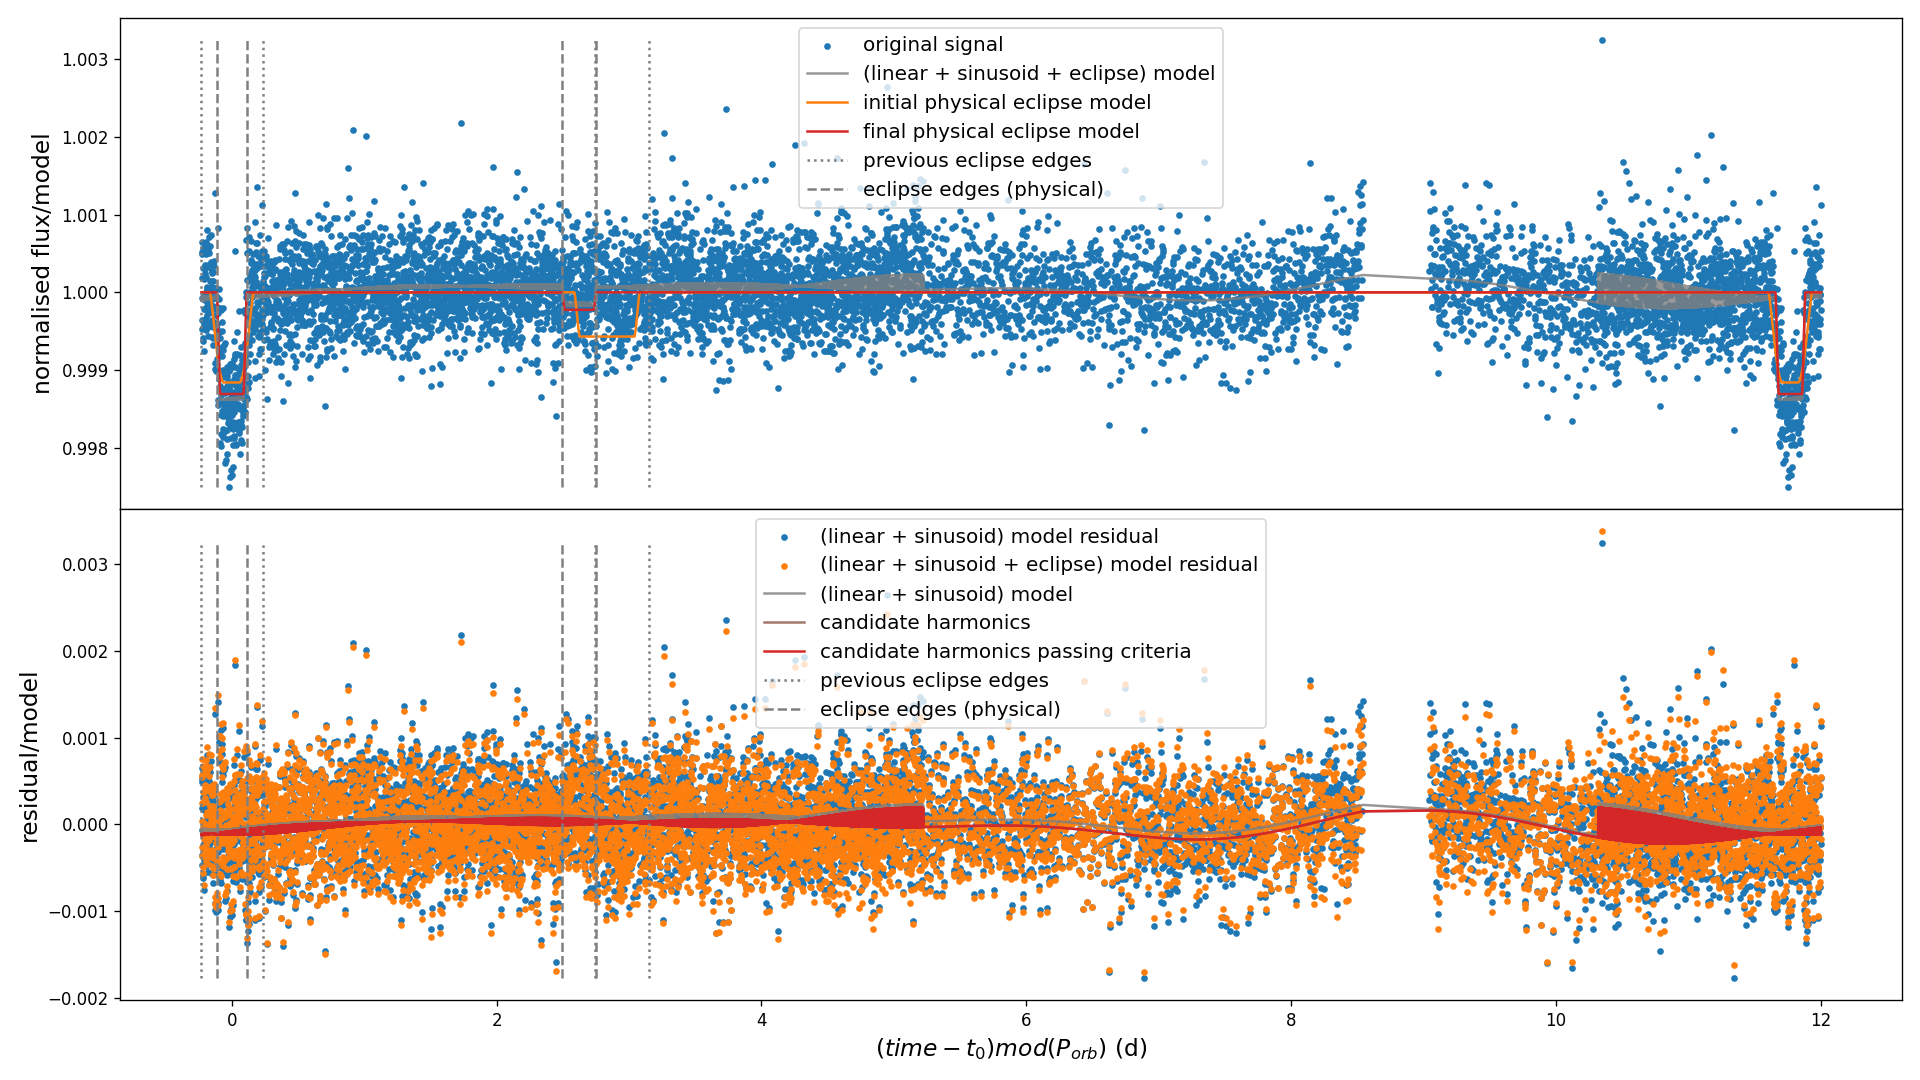 normalised flux/model
1.003
1.002
1.001
1.000
0.999
0.998
original signal
(linear + sinusoid + eclipse) model
initial physical eclipse model
final physical eclipse model
previous eclipse edges
eclipse edges (physical)
residual/model
0.003
0.002
0.001
0.000
−0.001
−0.002
(linear + sinusoid) model residual
(linear + sinusoid + eclipse) model residual
(linear + sinusoid) model
candidate harmonics
candidate harmonics passing criteria
previous eclipse edges
eclipse edges (physical)
0 2 4 6 8 10 12
(time − t₀)mod(P_orb) (d)